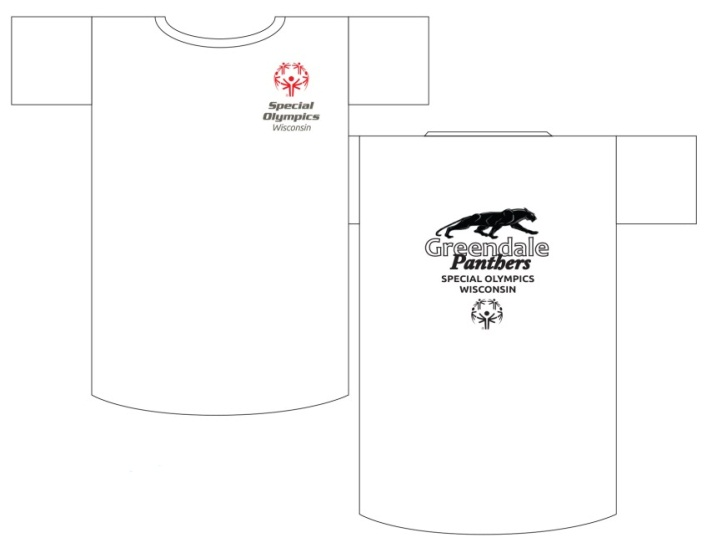 Special
Olympics
Wisconsin
Greendale
Panthers
SPECIAL OLYMPICS
WISCONSIN